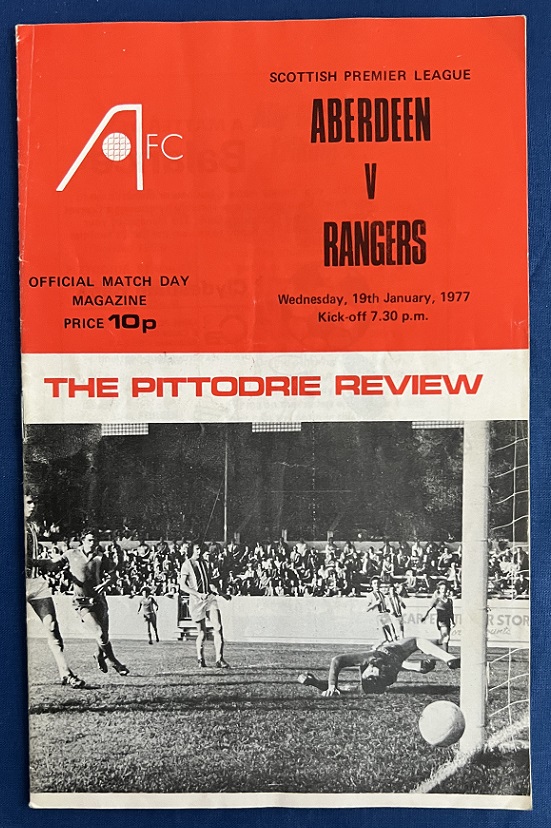 SCOTTISH PREMIER LEAGUE
ABERDEEN
V
RANGERS
AFC
OFFICIAL MATCH DAY
MAGAZINE
PRICE 10p
Wednesday, 19th January, 1977
Kick-off 7.30 p.m.
THE PITTODRIE REVIEW